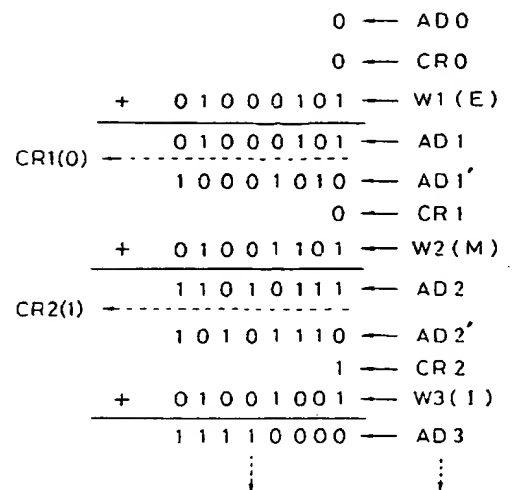 0 ← AD0
0 ← CR0
+ 01000101 ← W1(E)
01000101 ← AD1
CR1(0) ←
10001010 ← AD1′
0 ← CR1
+ 01001101 ← W2(M)
11010111 ← AD2
CR2(1) ←
10101110 ← AD2′
1 ← CR2
+ 01001001 ← W3(I)
11110000 ← AD3